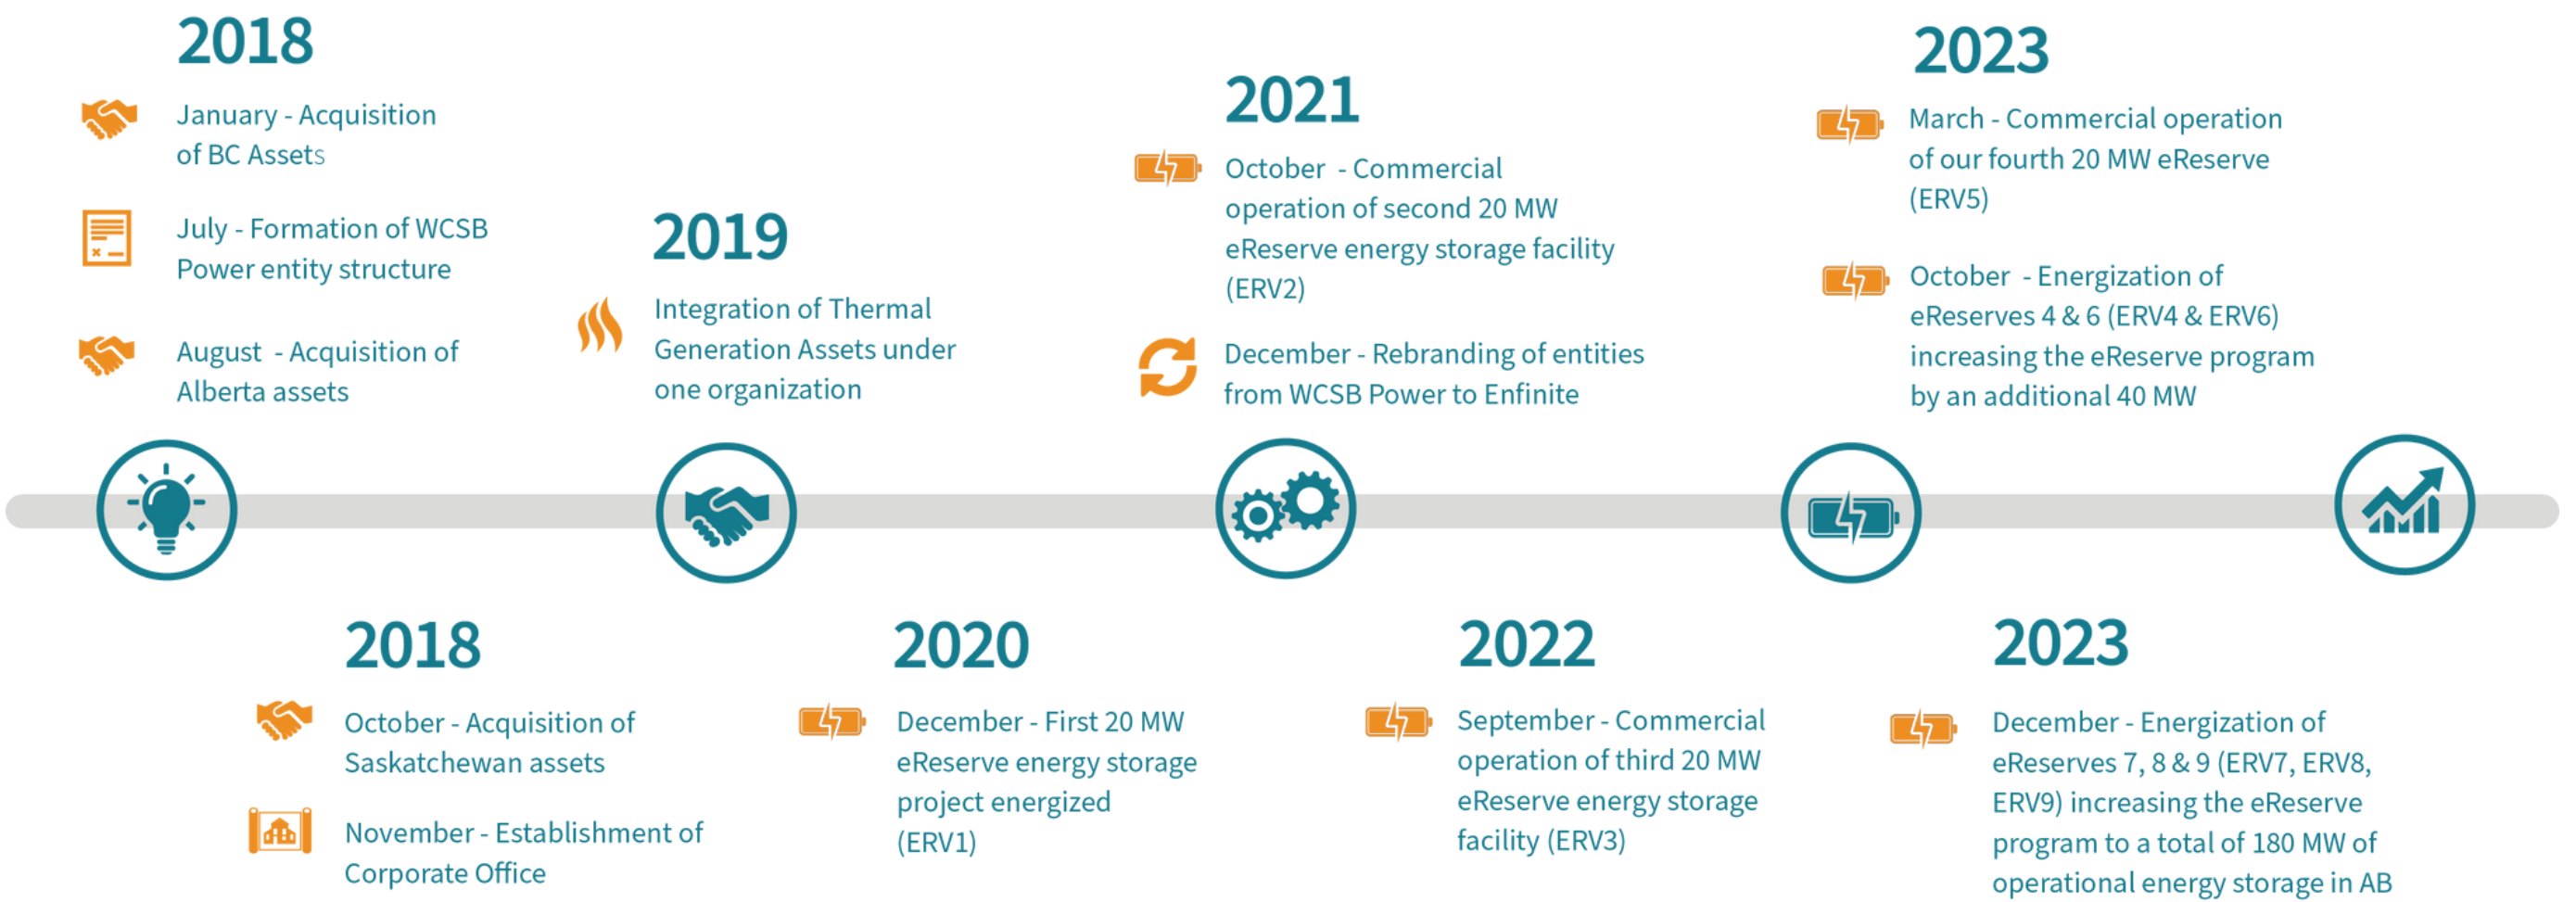 2018
January - Acquisition
of BC Assets
July - Formation of WCSB
Power entity structure
August - Acquisition of
Alberta assets
2018
October - Acquisition of
Saskatchewan assets
November - Establishment of
Corporate Office
2019
Integration of Thermal
Generation Assets under
one organization
2020
December - First 20 MW
eReserve energy storage
project energized
(ERV1)
2021
October - Commercial
operation of second 20 MW
eReserve energy storage facility
(ERV2)
December - Rebranding of entities
from WCSB Power to Enfinite
2022
September - Commercial
operation of third 20 MW
eReserve energy storage
facility (ERV3)
2023
March - Commercial operation
of our fourth 20 MW eReserve
(ERV5)
October - Energization of
eReserves 4 & 6 (ERV4 & ERV6)
increasing the eReserve program
by an additional 40 MW
2023
December - Energization of
eReserves 7, 8 & 9 (ERV7, ERV8,
ERV9) increasing the eReserve
program to a total of 180 MW of
operational energy storage in AB